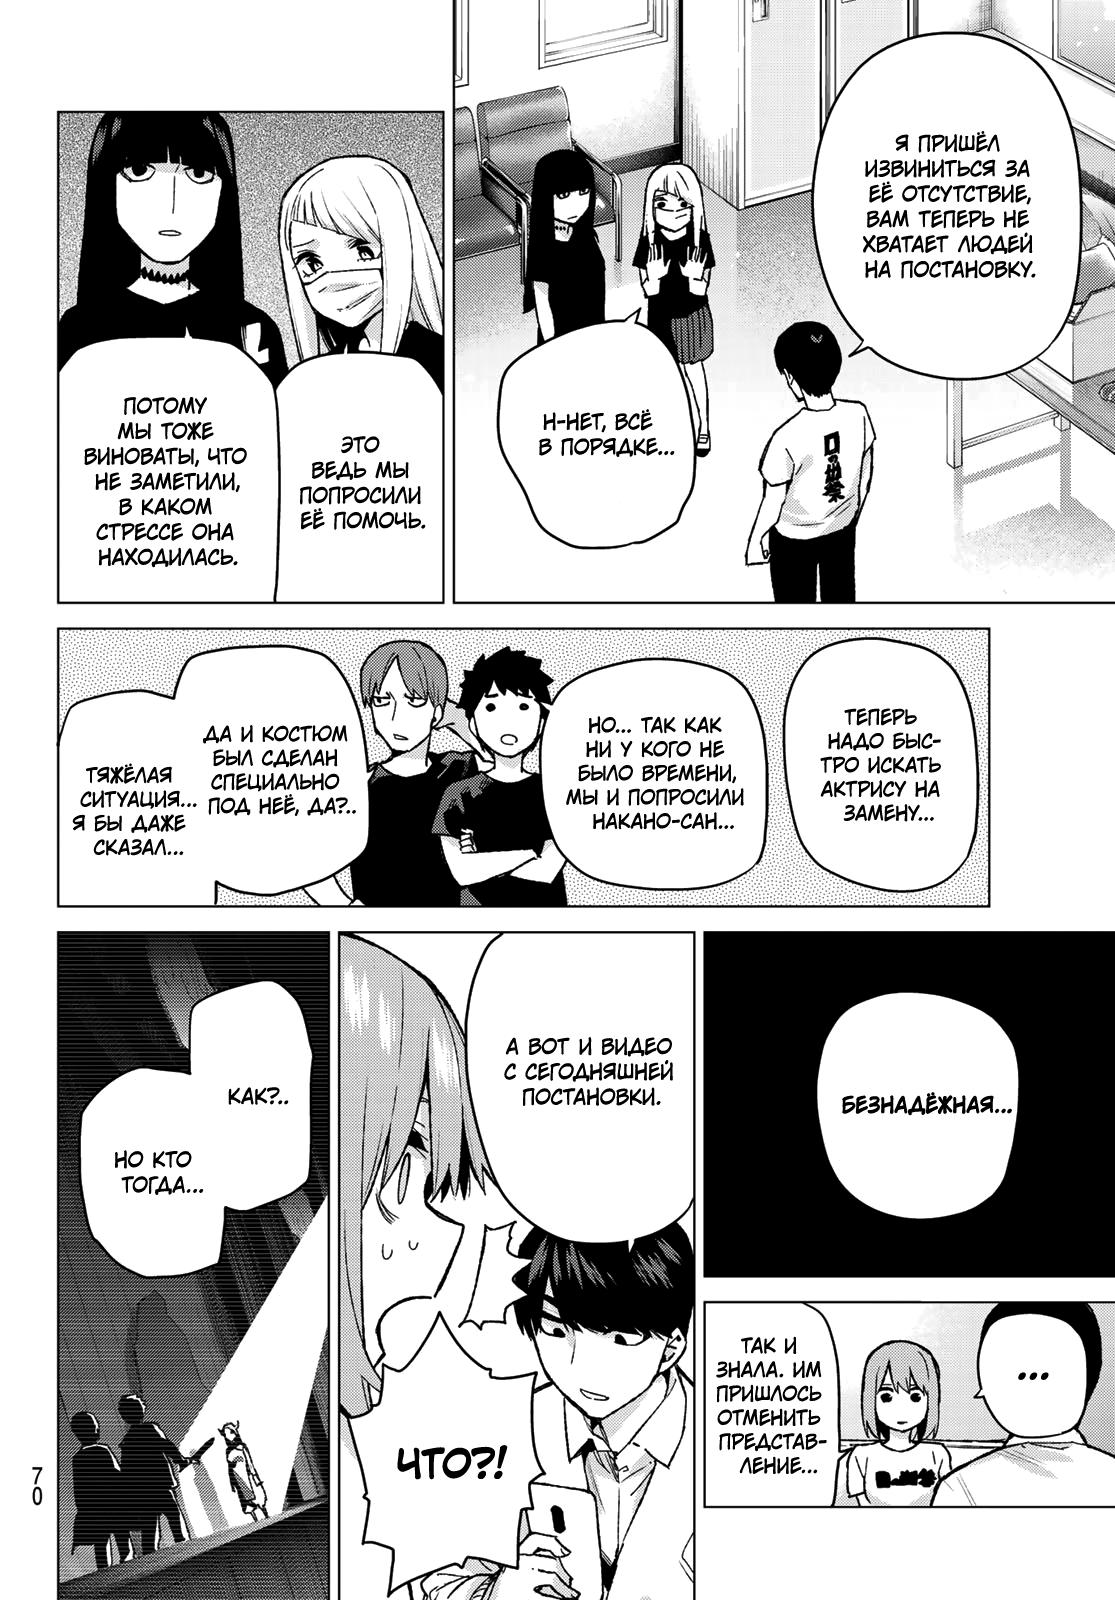 Я ПРИШЁЛ
ИЗВИНИТЬСЯ ЗА
ЕЁ ОТСУТСТВИЕ,
ВАМ ТЕПЕРЬ НЕ
ХВАТАЕТ ЛЮДЕЙ
НА ПОСТАНОВКУ.
Н-НЕТ, ВСЁ
В ПОРЯДКЕ...
ЭТО
ВЕДЬ МЫ
ПОПРОСИЛИ
ЕЁ ПОМОЧЬ.
ПОТОМУ
МЫ ТОЖЕ
ВИНОВАТЫ, ЧТО
НЕ ЗАМЕТИЛИ,
В КАКОМ
СТРЕССЕ ОНА
НАХОДИЛАСЬ.
ТЕПЕРЬ
НАДО БЫС-
ТРО ИСКАТЬ
АКТРИСУ НА
ЗАМЕНУ...
НО... ТАК КАК
НИ У КОГО НЕ
БЫЛО ВРЕМЕНИ,
МЫ И ПОПРОСИЛИ
НАКАНО-САН...
ДА И КОСТЮМ
БЫЛ СДЕЛАН
СПЕЦИАЛЬНО
ПОД НЕЁ, ДА?..
ТЯЖЁЛАЯ
СИТУАЦИЯ...
Я БЫ ДАЖЕ
СКАЗАЛ...
БЕЗНАДЁЖНАЯ...
...
ТАК И
ЗНАЛА. ИМ
ПРИШЛОСЬ
ОТМЕНИТЬ
ПРЕДСТАВ-
ЛЕНИЕ...
А ВОТ И ВИДЕО
С СЕГОДНЯШНЕЙ
ПОСТАНОВКИ.
ЧТО?!
КАК?..
НО КТО
ТОГДА...
70